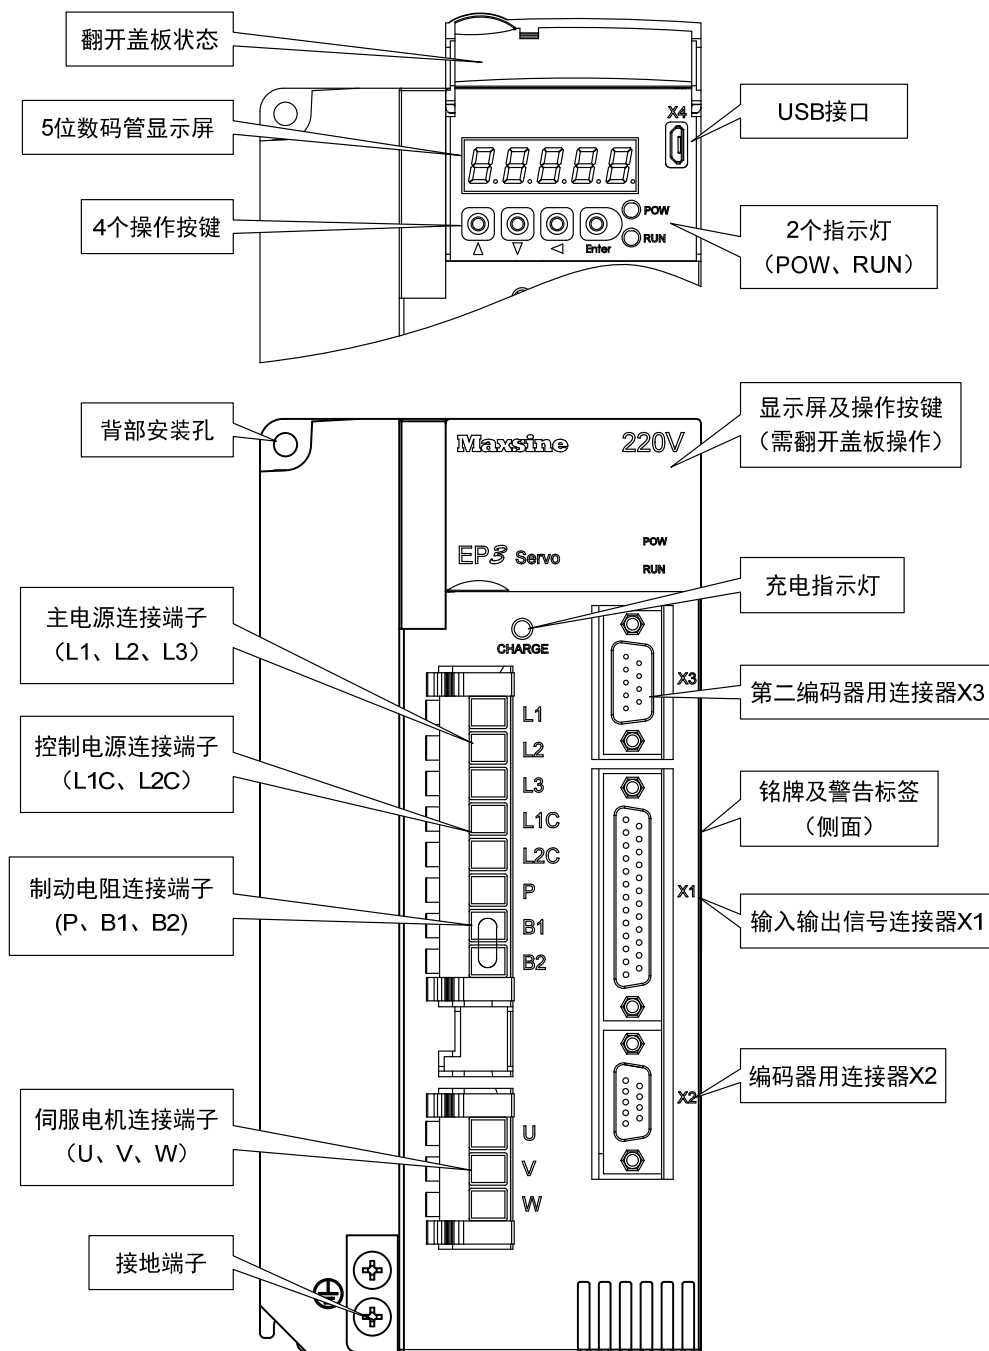 翻开盖板状态
5位数码管显示屏
X4
USB接口
4个操作按键
POW
RUN
Enter
2个指示灯
（POW、RUN）
背部安装孔
Maxsine
220V
显示屏及操作按键
（需翻开盖板操作）
EP3 Servo
POW
RUN
充电指示灯
CHARGE
主电源连接端子
（L1、L2、L3）
X3
第二编码器用连接器X3
L1
L2
L3
L1C
L2C
P
B1
B2
控制电源连接端子
（L1C、L2C）
铭牌及警告标签
（侧面）
制动电阻连接端子
(P、B1、B2)
X1
输入输出信号连接器X1
X2
编码器用连接器X2
伺服电机连接端子
（U、V、W）
U
V
W
接地端子